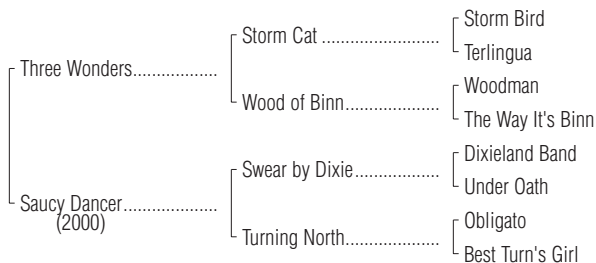 Storm Bird
Storm Cat ........................
Terlingua
Three Wonders.................
Woodman
Wood of Binn...................
The Way It's Binn
Dixieland Band
Swear by Dixie.................
Under Oath
Saucy Dancer...................
(2000)
Obligato
Turning North...................
Best Turn's Girl